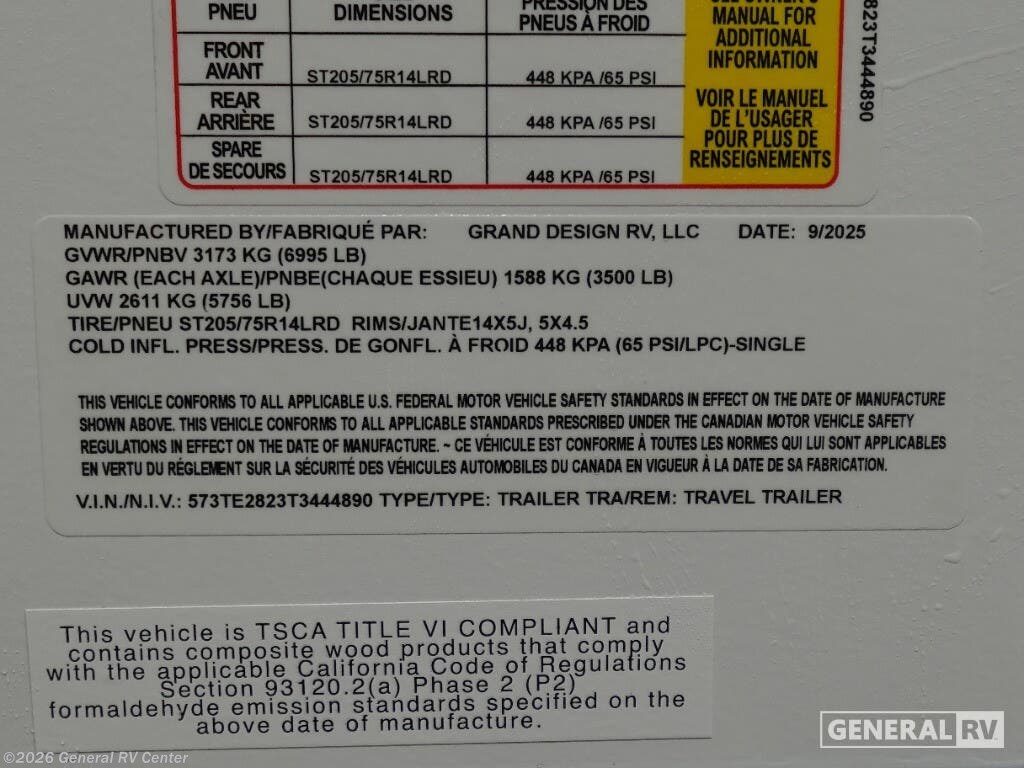 PNEU DIMENSIONS PRESSION DES PNEUS À FROID
FRONT AVANT ST205/75R14LRD 448 KPA /65 PSI
REAR ARRIÈRE ST205/75R14LRD 448 KPA /65 PSI
SPARE DE SECOURS ST205/75R14LRD 448 KPA /65 PSI
SEE OWNER'S
MANUAL FOR
ADDITIONAL
INFORMATION
VOIR LE MANUEL
DE L'USAGER
POUR PLUS DE
RENSEIGNEMENTS
823T3444890
MANUFACTURED BY/FABRIQUÉ PAR: GRAND DESIGN RV, LLC DATE: 9/2025
GVWR/PNBV 3173 KG (6995 LB)
GAWR (EACH AXLE)/PNBE(CHAQUE ESSIEU) 1588 KG (3500 LB)
UVW 2611 KG (5756 LB)
TIRE/PNEU ST205/75R14LRD RIMS/JANTE14X5J, 5X4.5
COLD INFL. PRESS/PRESS. DE GONFL. À FROID 448 KPA (65 PSI/LPC)-SINGLE
THIS VEHICLE CONFORMS TO ALL APPLICABLE U.S. FEDERAL MOTOR VEHICLE SAFETY STANDARDS IN EFFECT ON THE DATE OF MANUFACTURE
SHOWN ABOVE. THIS VEHICLE CONFORMS TO ALL APPLICABLE STANDARDS PRESCRIBED UNDER THE CANADIAN MOTOR VEHICLE SAFETY
REGULATIONS IN EFFECT ON THE DATE OF MANUFACTURE. ~ CE VÉHICULE EST CONFORME À TOUTES LES NORMES QUI LUI SONT APPLICABLES
EN VERTU DU RÉGLEMENT SUR LA SÉCURITÉ DES VÉHICULES AUTOMOBILES DU CANADA EN VIGUEUR À LA DATE DE SA FABRICATION.
V.I.N./N.I.V.: 573TE2823T3444890 TYPE/TYPE: TRAILER TRA/REM: TRAVEL TRAILER
This vehicle is TSCA TITLE VI COMPLIANT and
contains composite wood products that comply
with the applicable California Code of Regulations
Section 93120.2(a) Phase 2 (P2)
formaldehyde emission standards specified on the
above date of manufacture.
GENERAL RV
©2026 General RV Center